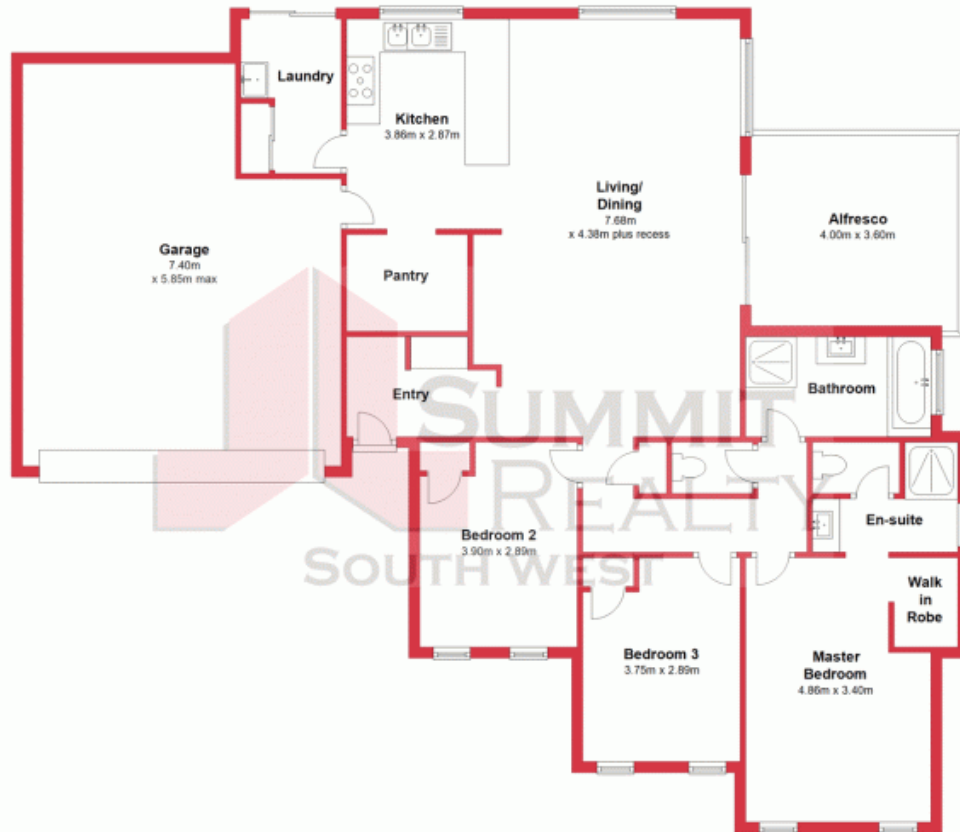 Laundry
Kitchen
3.86m x 2.87m
Living/
Dining
7.68m
x 4.38m plus recess
Alfresco
4.00m x 3.60m
Garage
7.40m
x 5.85m max
Pantry
Entry
Bathroom
SUMMIT
REALTY
SOUTH WEST
En-suite
Bedroom 2
3.90m x 2.89m
Walk
in
Robe
Bedroom 3
3.75m x 2.89m
Master
Bedroom
4.86m x 3.40m